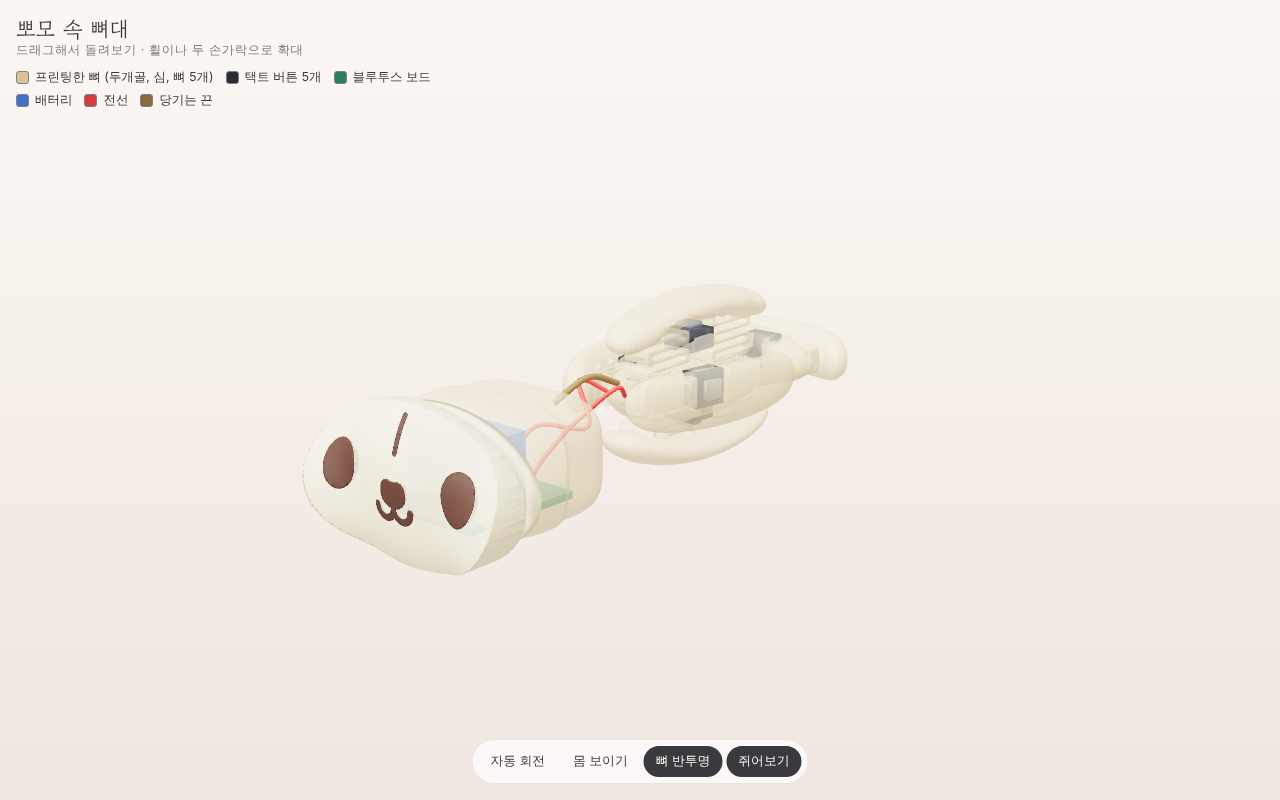 뽀모 속 뼈대
드래그해서 돌려보기 · 휠이나 두 손가락으로 확대
프린팅한 뼈 (두개골, 심, 뼈 5개) 택트 버튼 5개 블루투스 보드
배터리 전선 당기는 끈
자동 회전 몸 보이기 뼈 반투명 쥐어보기